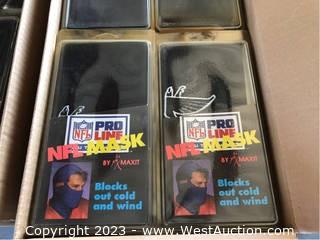 A/B
A/B
NFL
PRO
LINE
NFL MASK
BY MAXIT
Blocks
out cold
and wind
NFL
PRO
LINE
NFL MASK
BY MAXIT
Blocks
out cold
and wind
Copyright 2023 - WestAuction.com